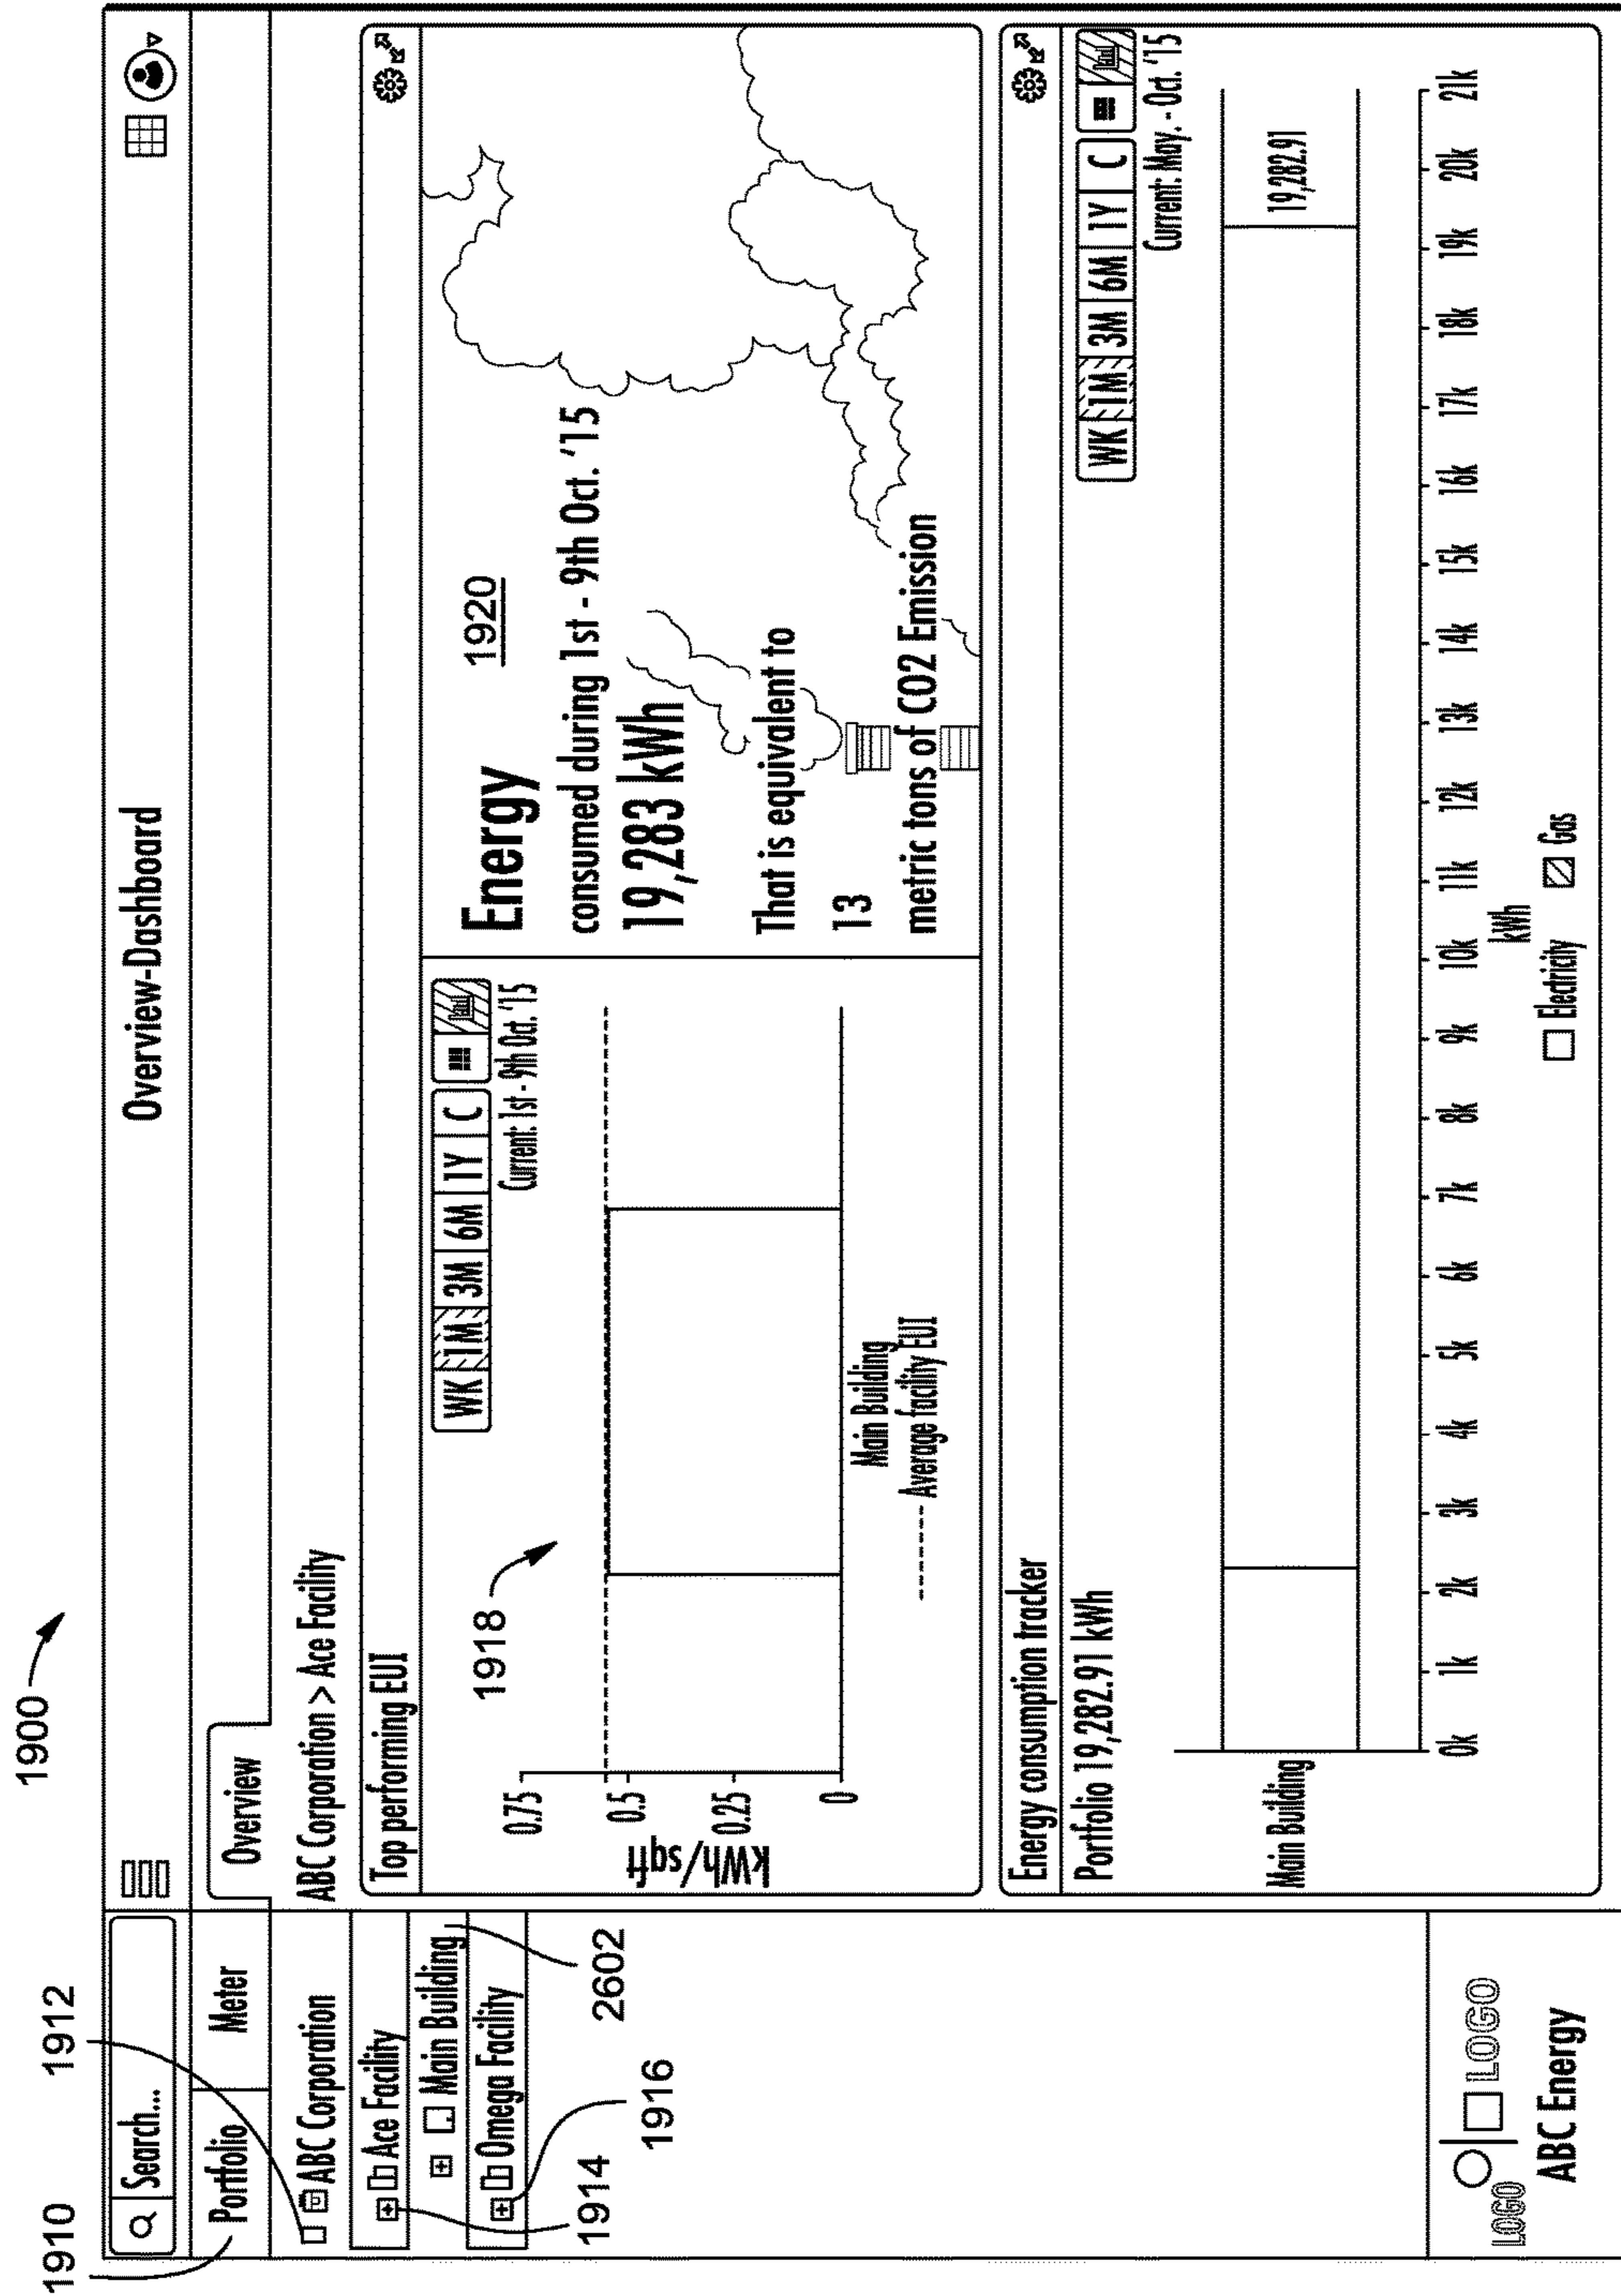 1900
1910
1912
Search...
Overview-Dashboard
Portfolio
Meter
Overview
ABC Corporation
Ace Facility
Main Building
Omega Facility
1914
1916
2602
LOGO
LOGO
ABC Energy
ABC Corporation > Ace Facility
Top performing EUI
1918
WK 1M 3M 6M 1Y C
Current: 1st - 9th Oct. '15
kWh/sqft
0.75
0.5
0.25
0
Main Building
Average facility EUI
Energy
1920
consumed during 1st - 9th Oct. '15
19,283 kWh
That is equivalent to
13
metric tons of CO2 Emission
Energy consumption tracker
Portfolio 19,282.91 kWh
WK 1M 3M 6M 1Y C
Current: May. - Oct. '15
Main Building
19,282.91
0k 1k 2k 3k 4k 5k 6k 7k 8k 9k 10k 11k 12k 13k 14k 15k 16k 17k 18k 19k 20k 21k
kWh
Electricity Gas